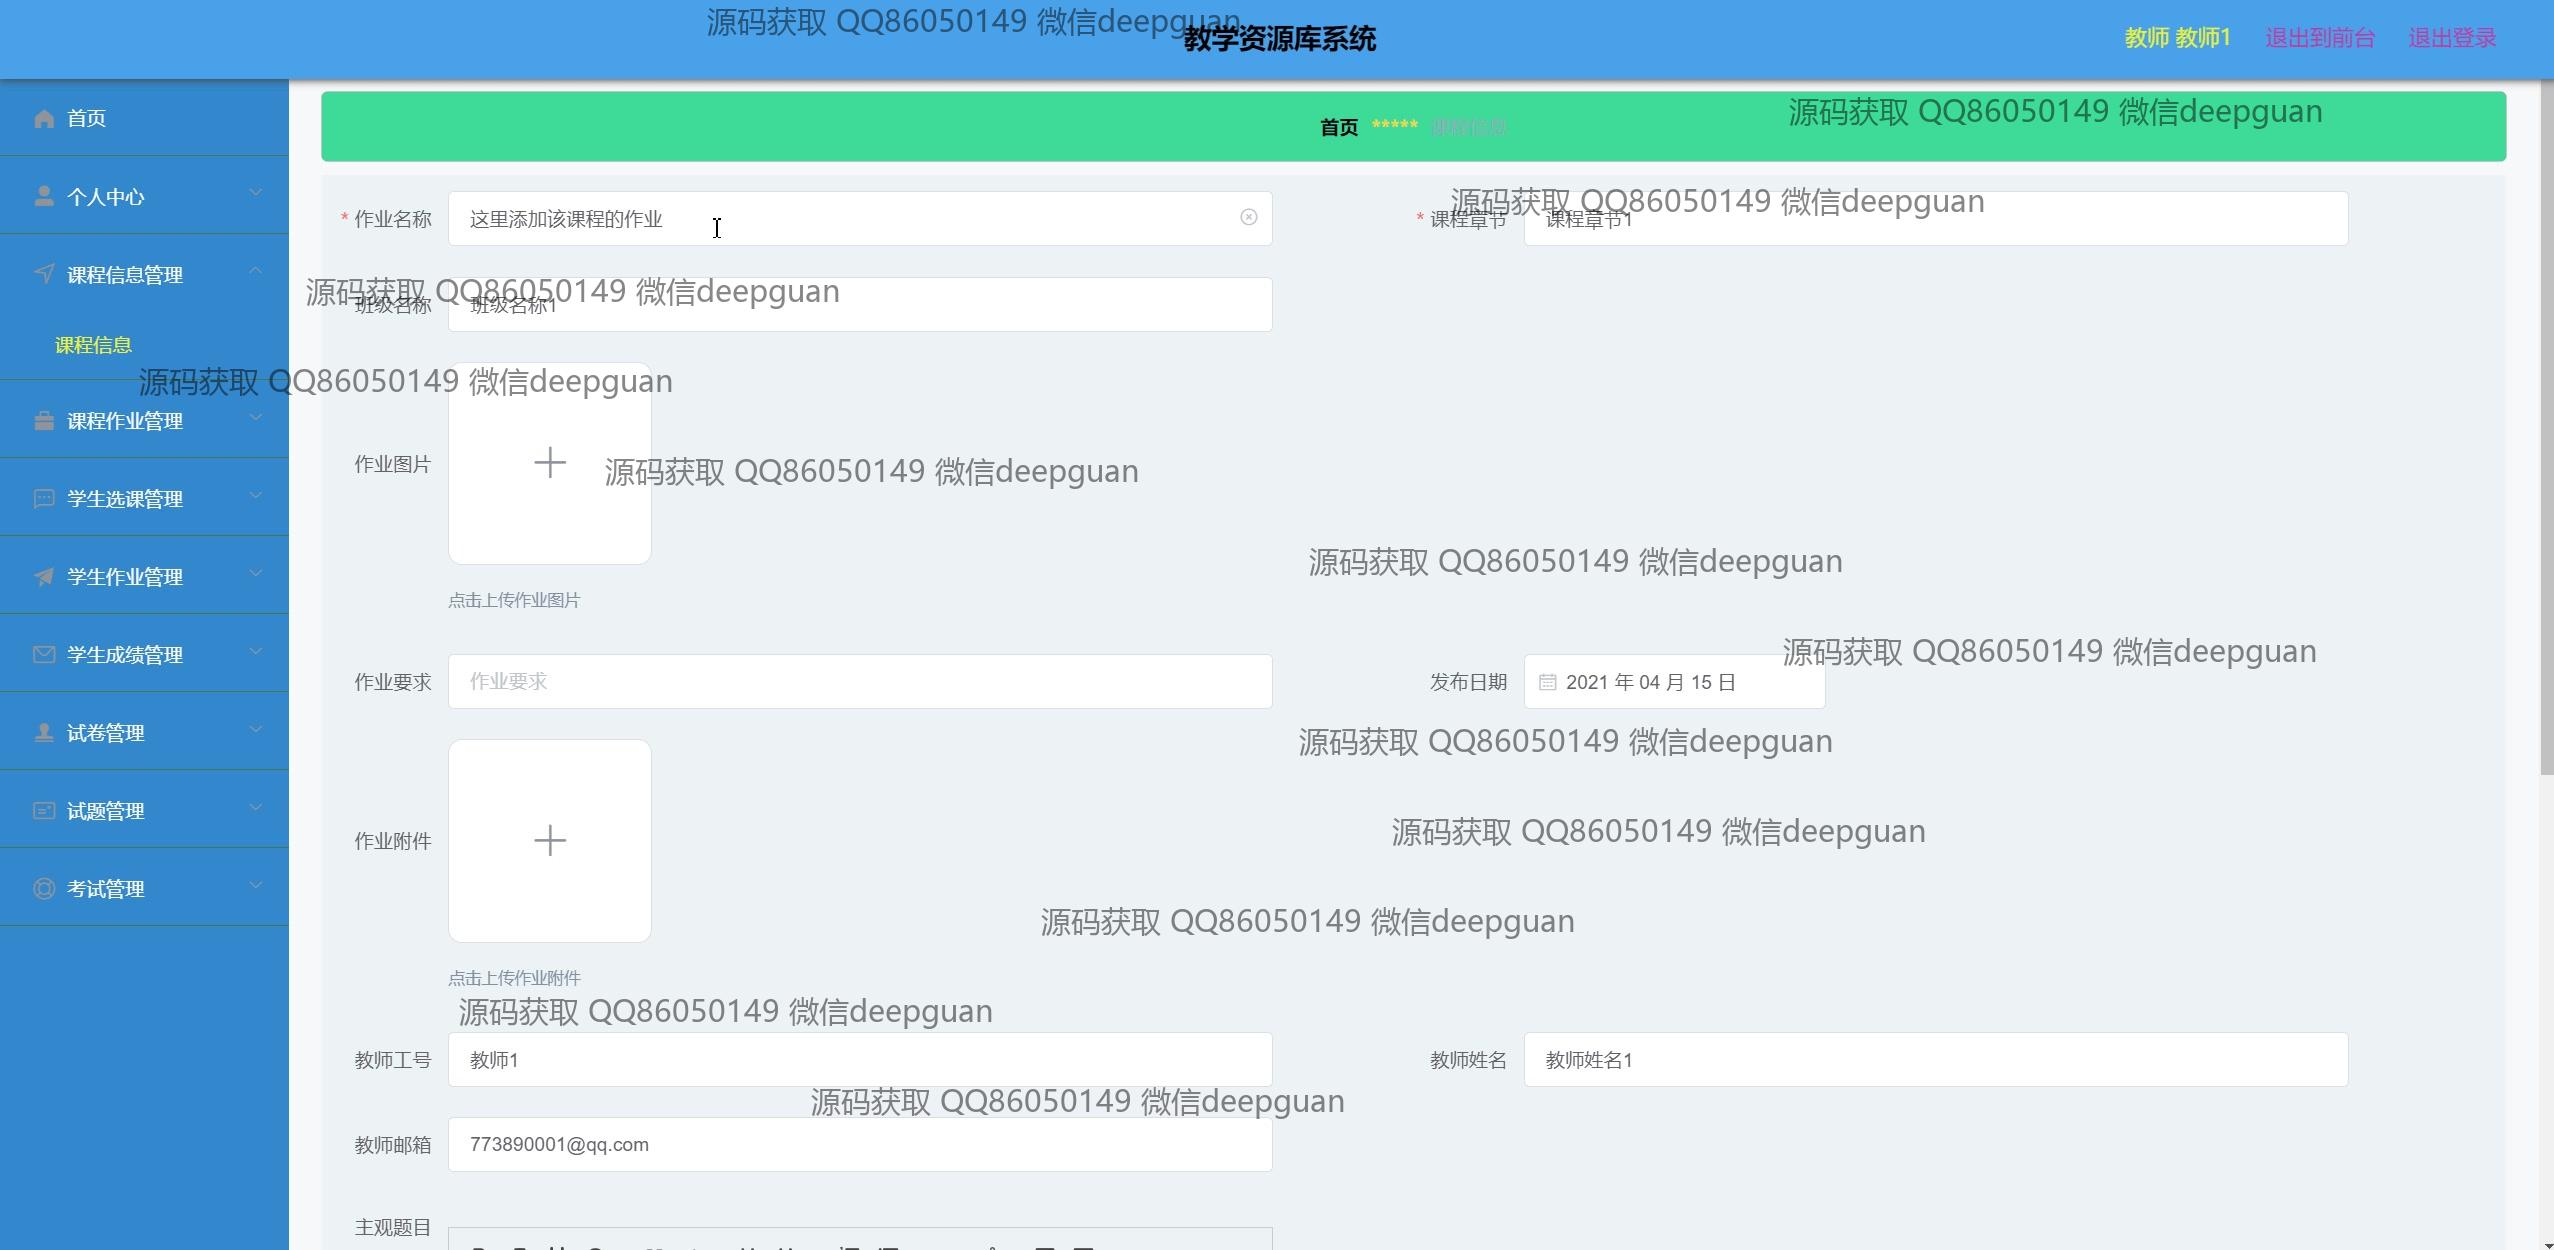 源码获取 QQ86050149 微信deepguan
教学资源库系统
教师 教师1 退出到前台 退出登录
首页
首页 ***** 课程信息
源码获取 QQ86050149 微信deepguan
个人中心
* 作业名称 这里添加该课程的作业
源码获取 QQ86050149 微信deepguan
* 课程章节 课程章节1
课程信息管理
源码获取 QQ86050149 微信deepguan
班级名称 班级名称1
课程信息
源码获取 QQ86050149 微信deepguan
课程作业管理
作业图片
源码获取 QQ86050149 微信deepguan
学生选课管理
源码获取 QQ86050149 微信deepguan
学生作业管理
点击上传作业图片
学生成绩管理
源码获取 QQ86050149 微信deepguan
作业要求 作业要求
发布日期 2021 年 04 月 15 日
试卷管理
源码获取 QQ86050149 微信deepguan
试题管理
作业附件
源码获取 QQ86050149 微信deepguan
考试管理
源码获取 QQ86050149 微信deepguan
点击上传作业附件
源码获取 QQ86050149 微信deepguan
教师工号 教师1
教师姓名 教师姓名1
源码获取 QQ86050149 微信deepguan
教师邮箱 773890001@qq.com
主观题目